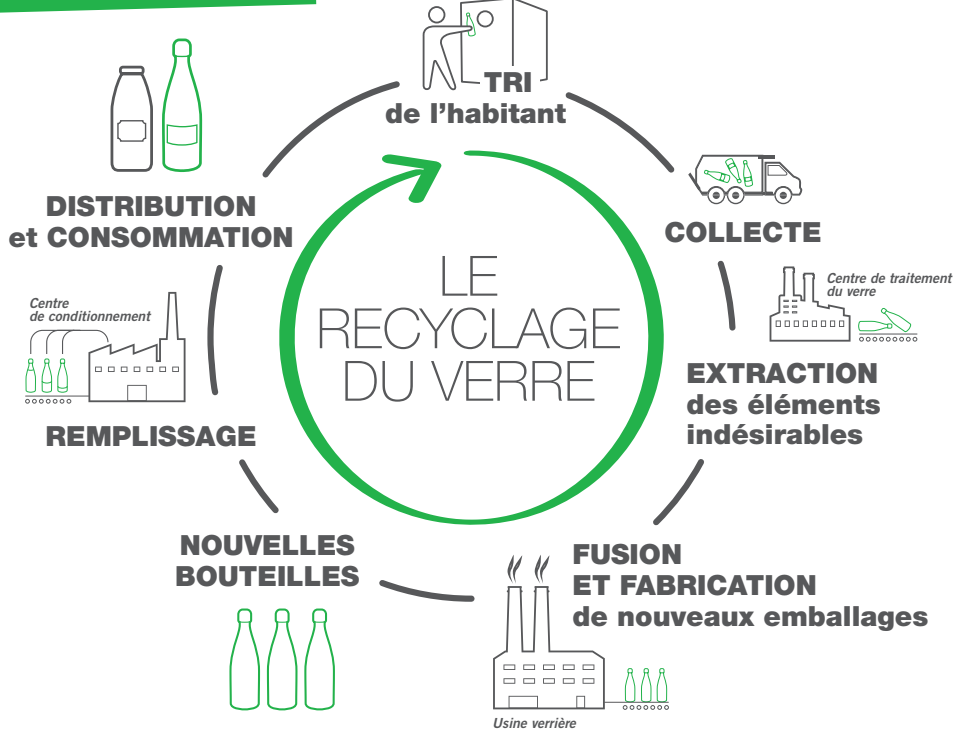 TRI
de l'habitant
COLLECTE
Centre de traitement
du verre
EXTRACTION
des éléments
indésirables
FUSION
ET FABRICATION
de nouveaux emballages
Usine verrière
NOUVELLES
BOUTEILLES
REMPLISSAGE
Centre
de conditionnement
DISTRIBUTION
et CONSOMMATION
LE
RECYCLAGE
DU VERRE